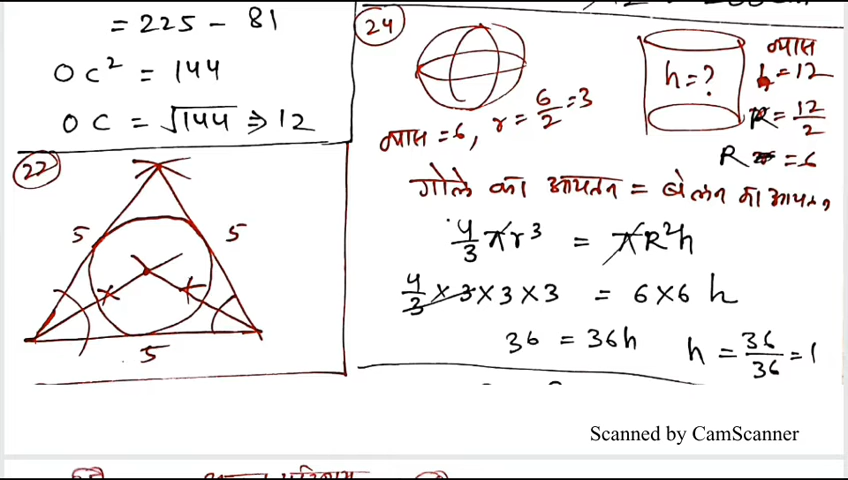 = 225 - 81
OC² = 144
OC = √144 ⇒ 12
22
5 5
5
24
व्यास = 6, r = 6/2 = 3
h = ?
व्यास
= 12
R = 12/2
R = 6
गोले का आयतन = बेलन का आयतन
4/3 πr³ = πR²h
4/3 × 3 × 3 × 3 = 6 × 6 h
36 = 36h
h = 36/36 = 1
Scanned by CamScanner